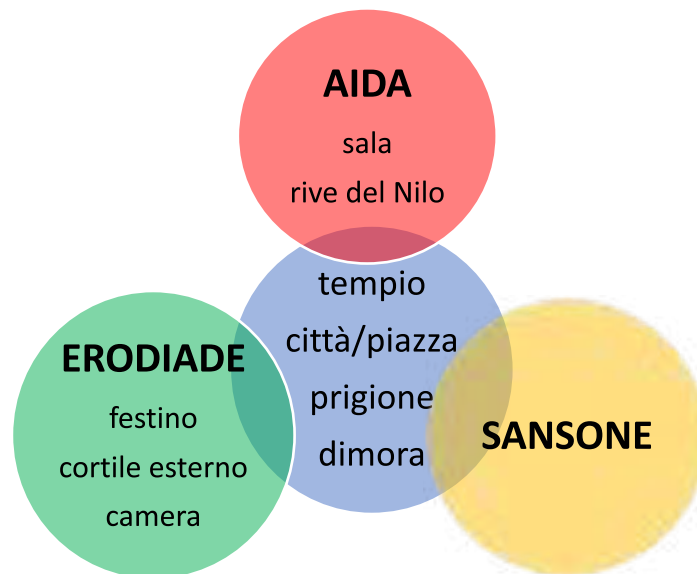 AIDA
sala
rive del Nilo
tempio
città/piazza
prigione
dimora
ERODIADE
festino
cortile esterno
camera
SANSONE